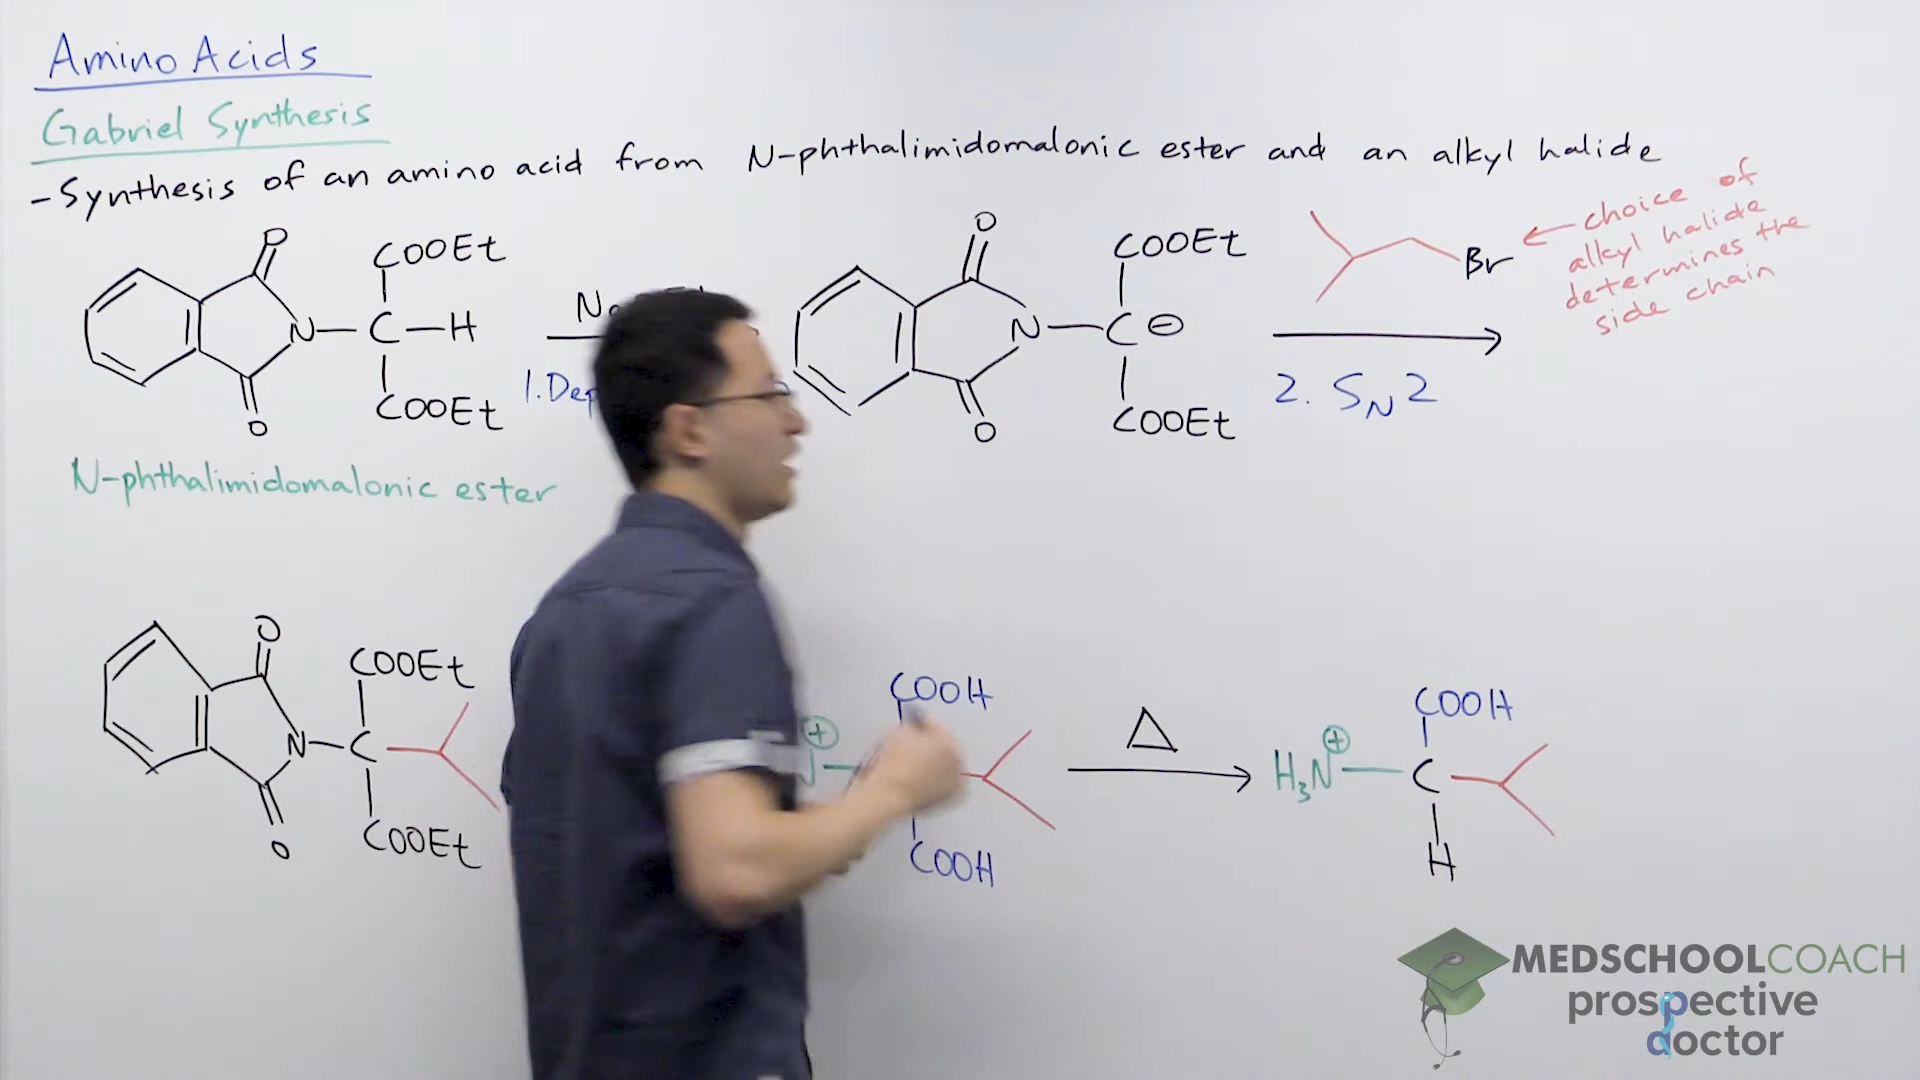 Amino Acids
Gabriel Synthesis
- Synthesis of an amino acid from N-phthalimidomalonic ester and an alkyl halide
O
COOEt
N
C
H
COOEt
O
N-phthalimidomalonic ester
1.
O
COOEt
N
C ⊖
COOEt
O
Br
choice of
alkyl halide
determines the
side chain
2. SN2
O
COOEt
N
C
COOEt
O
+
COOH
COOH
Δ
H3N +
COOH
C
H
MEDSCHOOLCOACH
prospective
doctor